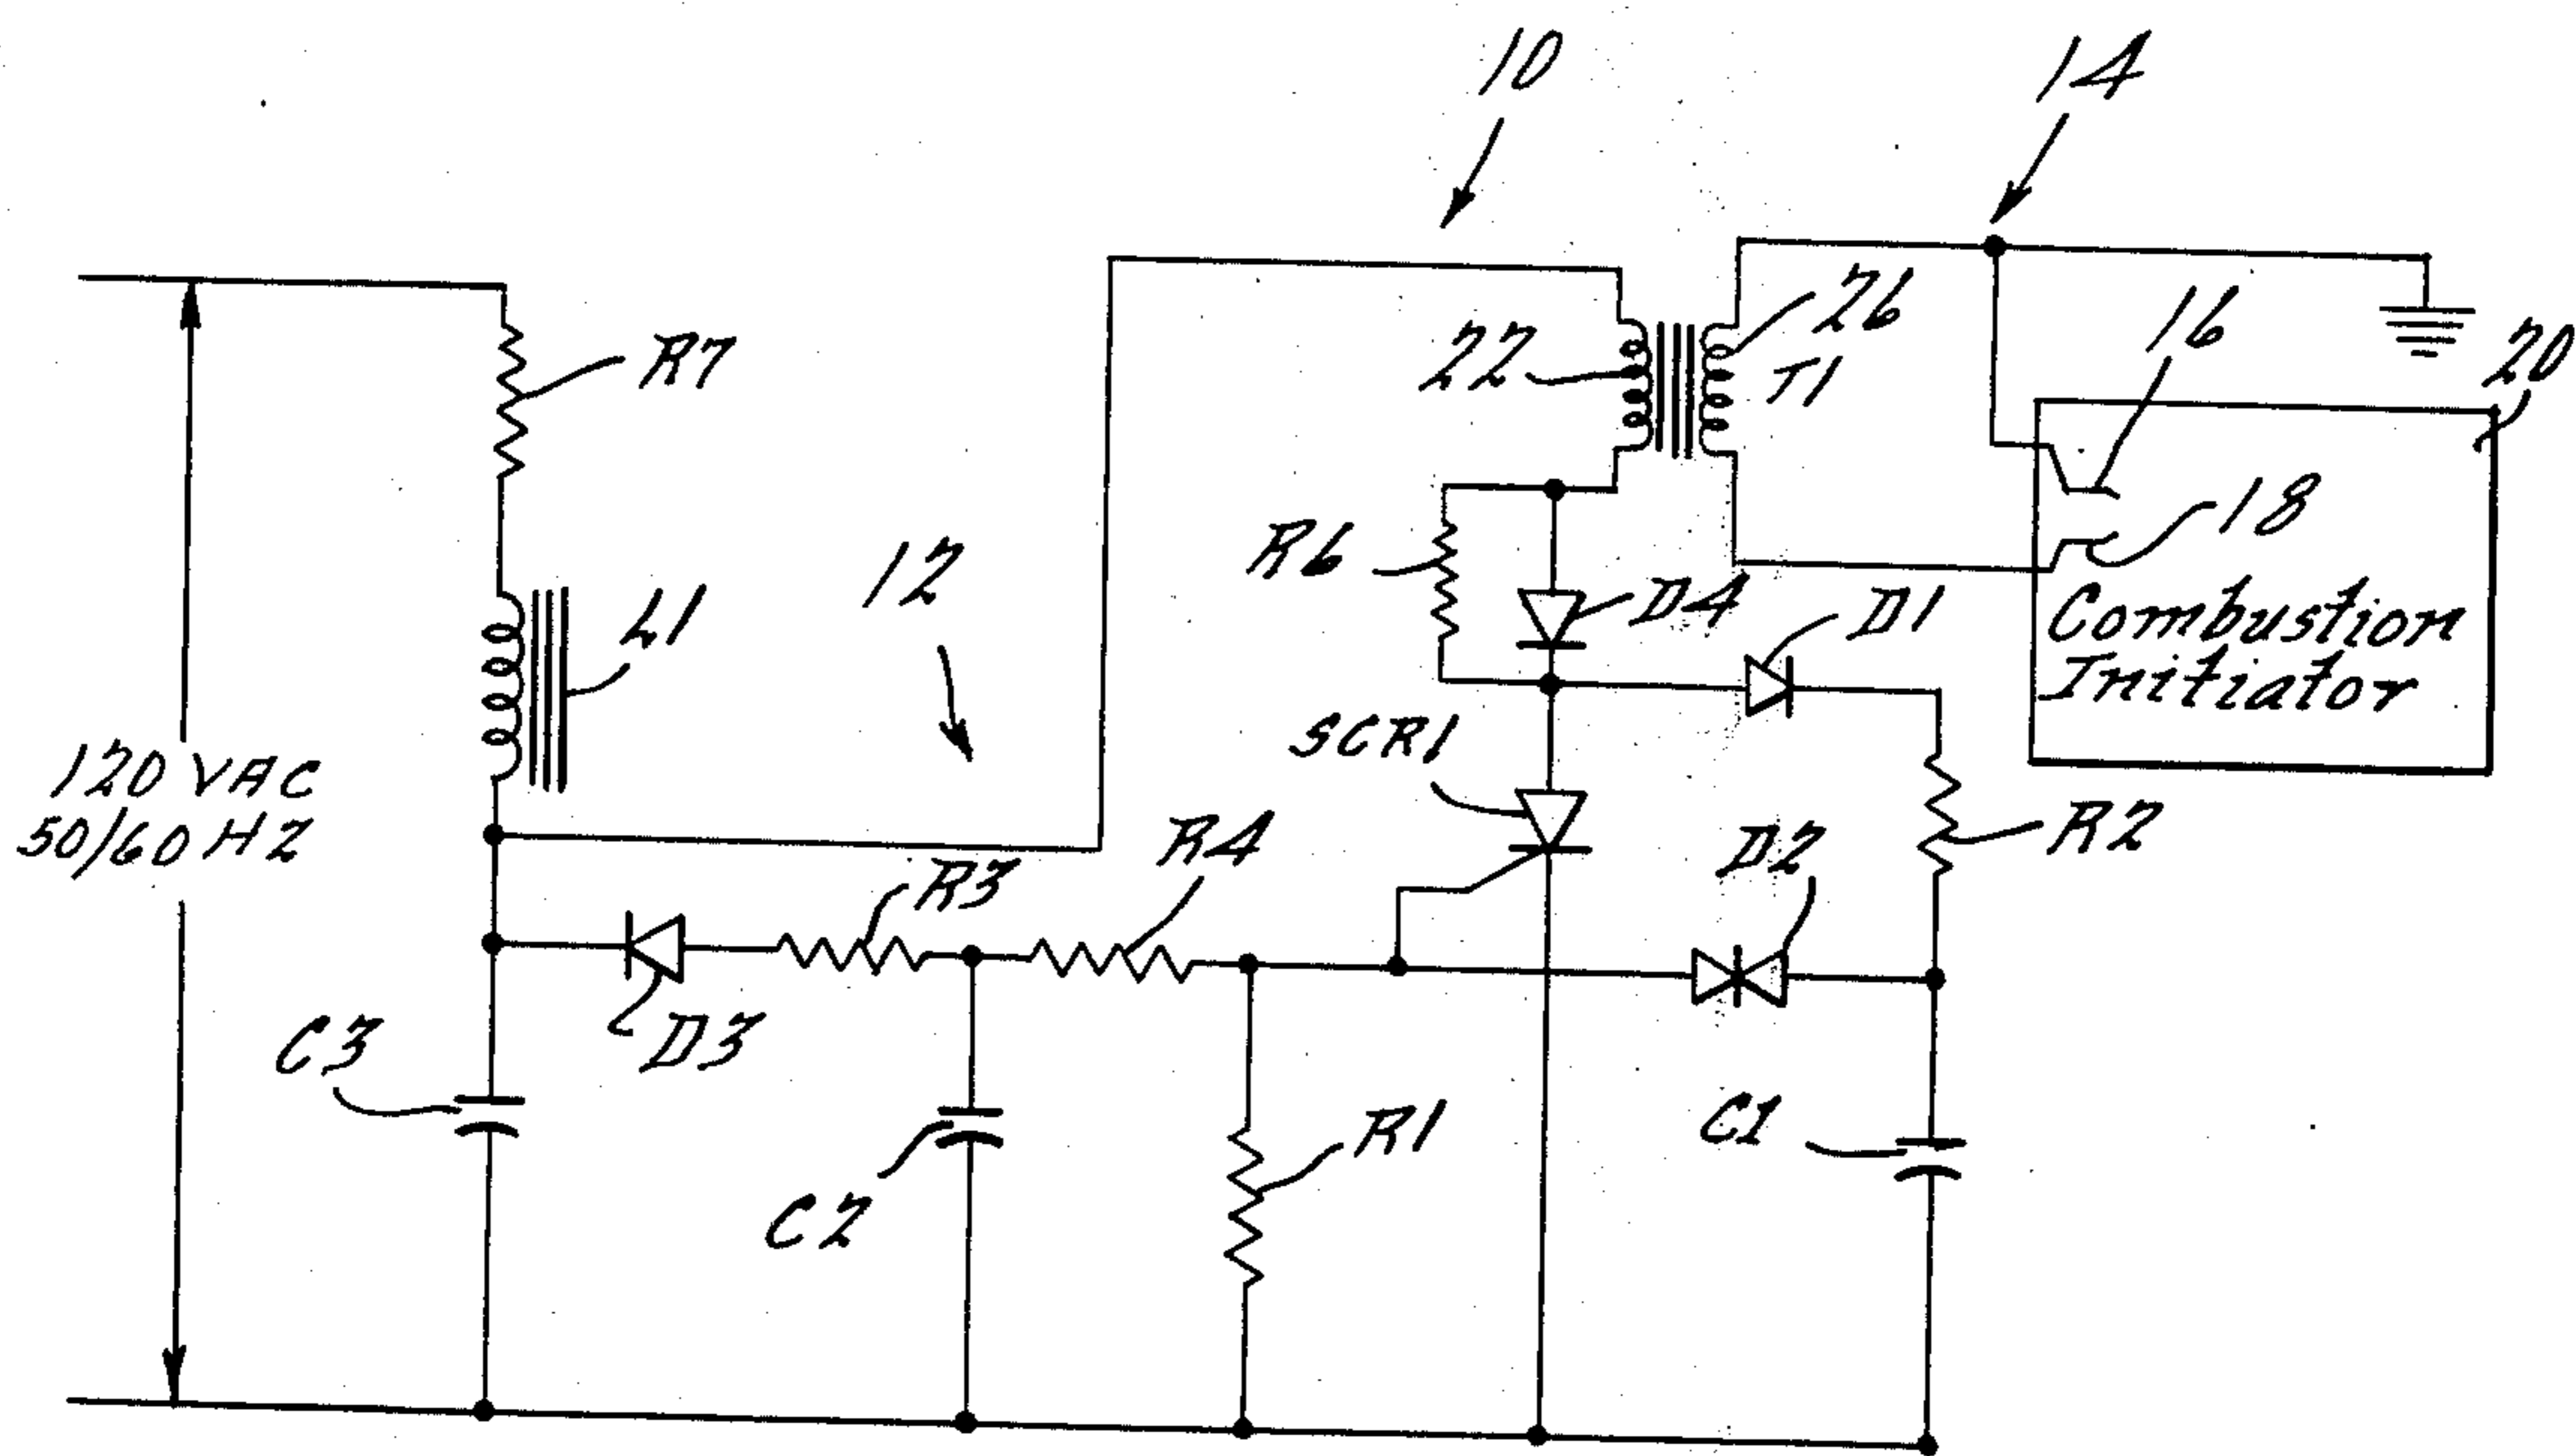 10
14
R7
22
26
T1
16
20
R6
18
12
L1
D4
D1
Combustion
Initiator
SCR1
120 VAC
50/60 HZ
R4
D2
R2
R3
C3
D3
C2
R1
C1